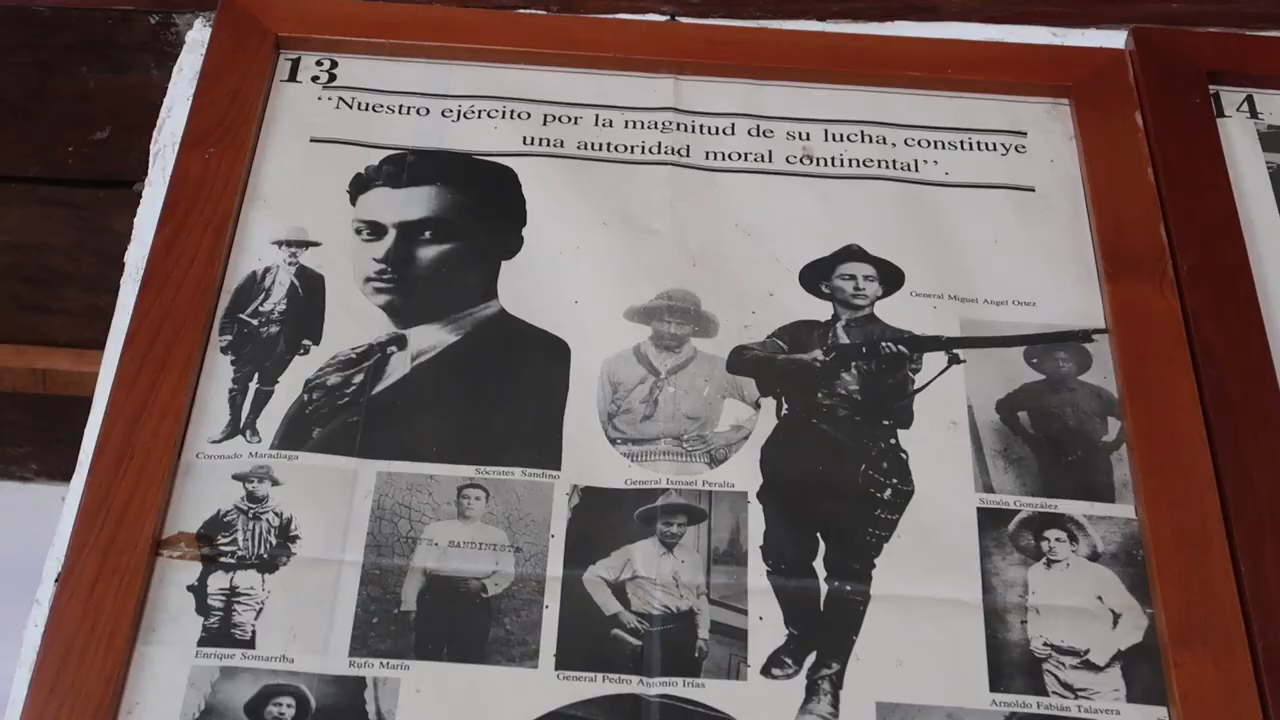 13
“Nuestro ejército por la magnitud de su lucha, constituye
una autoridad moral continental”.
14
General Miguel Angel Ortez
Coronado Maradiaga
Sócrates Sandino
General Ismael Peralta
Simón González
SANDINISTA
Enrique Somarriba
Rufo Marín
General Pedro Antonio Irías
Arnoldo Fabián Talavera